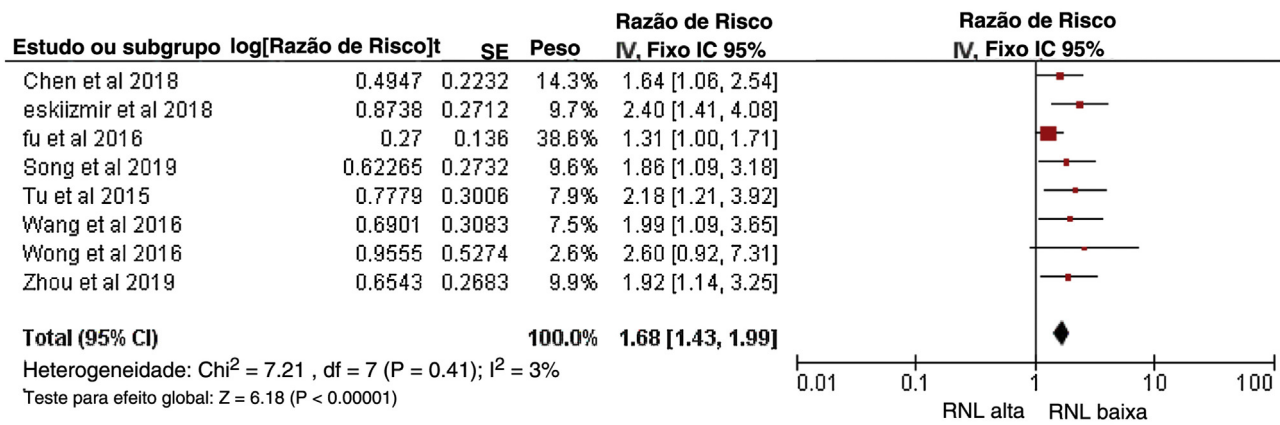 Razão de Risco Razão de Risco
Estudo ou subgrupo log[Razão de Risco]t SE Peso IV, Fixo IC 95% IV, Fixo IC 95%
Chen et al 2018 0.4947 0.2232 14.3% 1.64 [1.06, 2.54]
eskiizmir et al 2018 0.8738 0.2712 9.7% 2.40 [1.41, 4.08]
fu et al 2016 0.27 0.136 38.6% 1.31 [1.00, 1.71]
Song et al 2019 0.62265 0.2732 9.6% 1.86 [1.09, 3.18]
Tu et al 2015 0.7779 0.3006 7.9% 2.18 [1.21, 3.92]
Wang et al 2016 0.6901 0.3083 7.5% 1.99 [1.09, 3.65]
Wong et al 2016 0.9555 0.5274 2.6% 2.60 [0.92, 7.31]
Zhou et al 2019 0.6543 0.2683 9.9% 1.92 [1.14, 3.25]
Total (95% CI) 100.0% 1.68 [1.43, 1.99]
Heterogeneidade: Chi² = 7.21 , df = 7 (P = 0.41); I² = 3%
Teste para efeito global: Z = 6.18 (P < 0.00001)
0.01 0.1 1 10 100
RNL alta RNL baixa